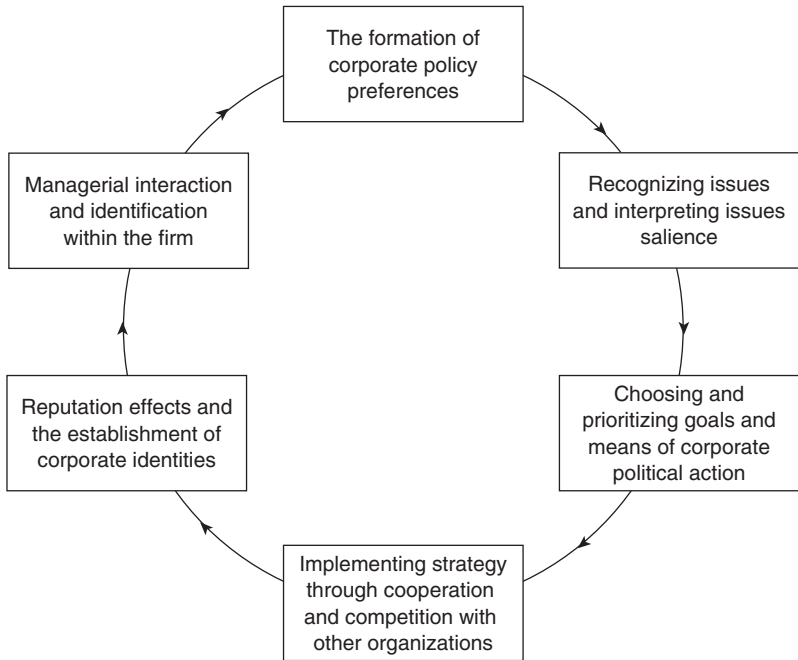 The formation of
corporate policy
preferences
Recognizing issues
and interpreting issues
salience
Choosing and
prioritizing goals and
means of corporate
political action
Implementing strategy
through cooperation
and competition with
other organizations
Reputation effects and
the establishment of
corporate identities
Managerial interaction
and identification
within the firm